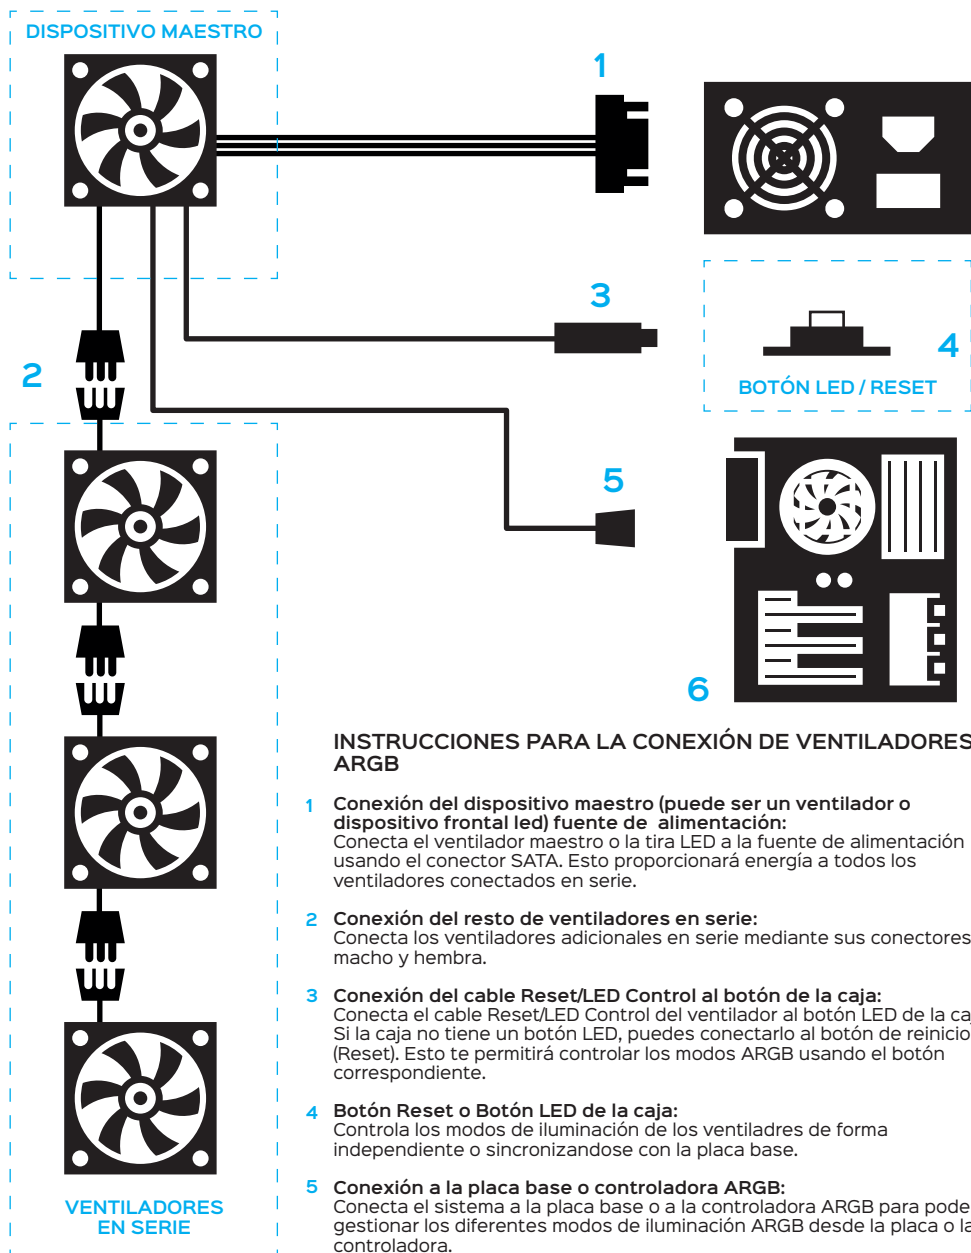 DISPOSITIVO MAESTRO
1
2
3
4
BOTÓN LED / RESET
5
6
VENTILADORES
EN SERIE
INSTRUCCIONES PARA LA CONEXIÓN DE VENTILADORES
ARGB
1 Conexión del dispositivo maestro (puede ser un ventilador o
dispositivo frontal led) fuente de alimentación:
Conecta el ventilador maestro o la tira LED a la fuente de alimentación
usando el conector SATA. Esto proporcionará energía a todos los
ventiladores conectados en serie.
2 Conexión del resto de ventiladores en serie:
Conecta los ventiladores adicionales en serie mediante sus conectores
macho y hembra.
3 Conexión del cable Reset/LED Control al botón de la caja:
Conecta el cable Reset/LED Control del ventilador al botón LED de la
Si la caja no tiene un botón LED, puedes conectarlo al botón de reinicio
(Reset). Esto te permitirá controlar los modos ARGB usando el botón
correspondiente.
4 Botón Reset o Botón LED de la caja:
Controla los modos de iluminación de los ventiladres de forma
independiente o sincronizandose con la placa base.
5 Conexión a la placa base o controladora ARGB:
Conecta el sistema a la placa base o a la controladora ARGB para pode
gestionar los diferentes modos de iluminación ARGB desde la placa o la
controladora.